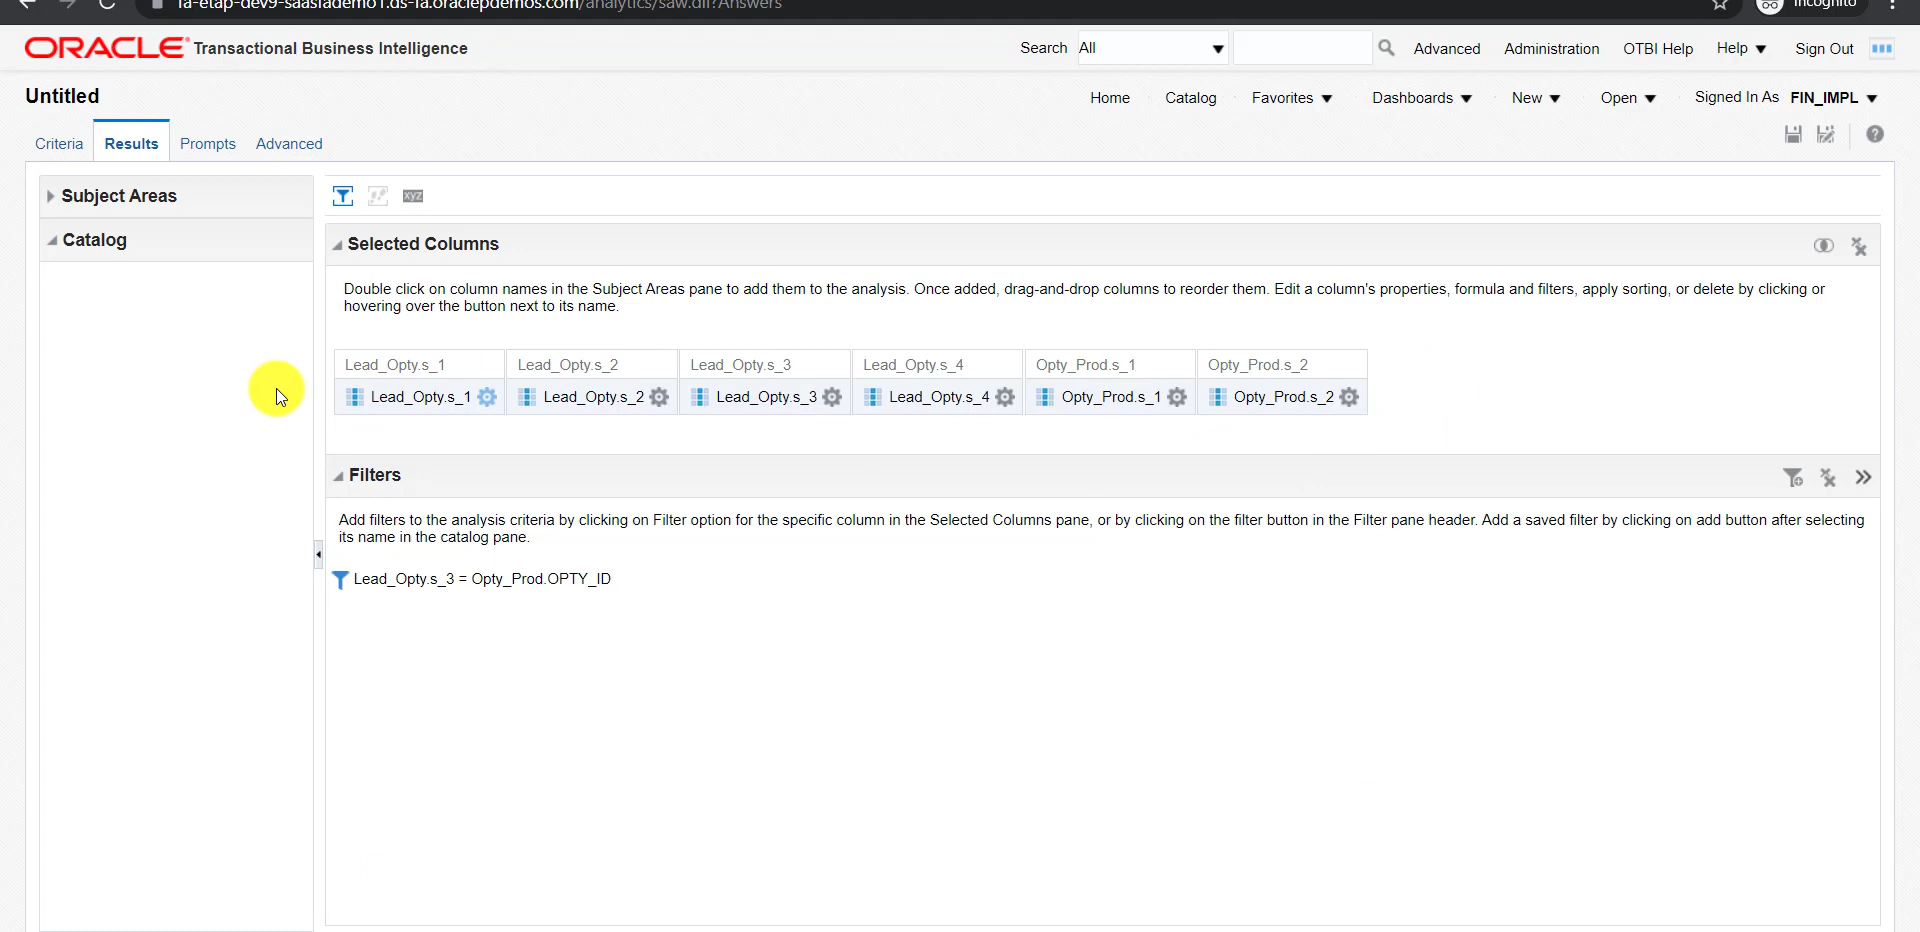 fa-etap-dev9-saasfademo1.ds-fa.oraclepdemos.com/analytics/saw.dll?Answers
Incognito
ORACLE Transactional Business Intelligence
Search All Advanced Administration OTBI Help Help Sign Out
Untitled
Home Catalog Favorites Dashboards New Open Signed In As FIN_IMPL
Criteria Results Prompts Advanced
Subject Areas
Catalog
xyz
Selected Columns
Double click on column names in the Subject Areas pane to add them to the analysis. Once added, drag-and-drop columns to reorder them. Edit a column's properties, formula and filters, apply sorting, or delete by clicking or
hovering over the button next to its name.
Lead_Opty.s_1 Lead_Opty.s_2 Lead_Opty.s_3 Lead_Opty.s_4 Opty_Prod.s_1 Opty_Prod.s_2
Lead_Opty.s_1 Lead_Opty.s_2 Lead_Opty.s_3 Lead_Opty.s_4 Opty_Prod.s_1 Opty_Prod.s_2
Filters
Add filters to the analysis criteria by clicking on Filter option for the specific column in the Selected Columns pane, or by clicking on the filter button in the Filter pane header. Add a saved filter by clicking on add button after selecting
its name in the catalog pane.
Lead_Opty.s_3 = Opty_Prod.OPTY_ID